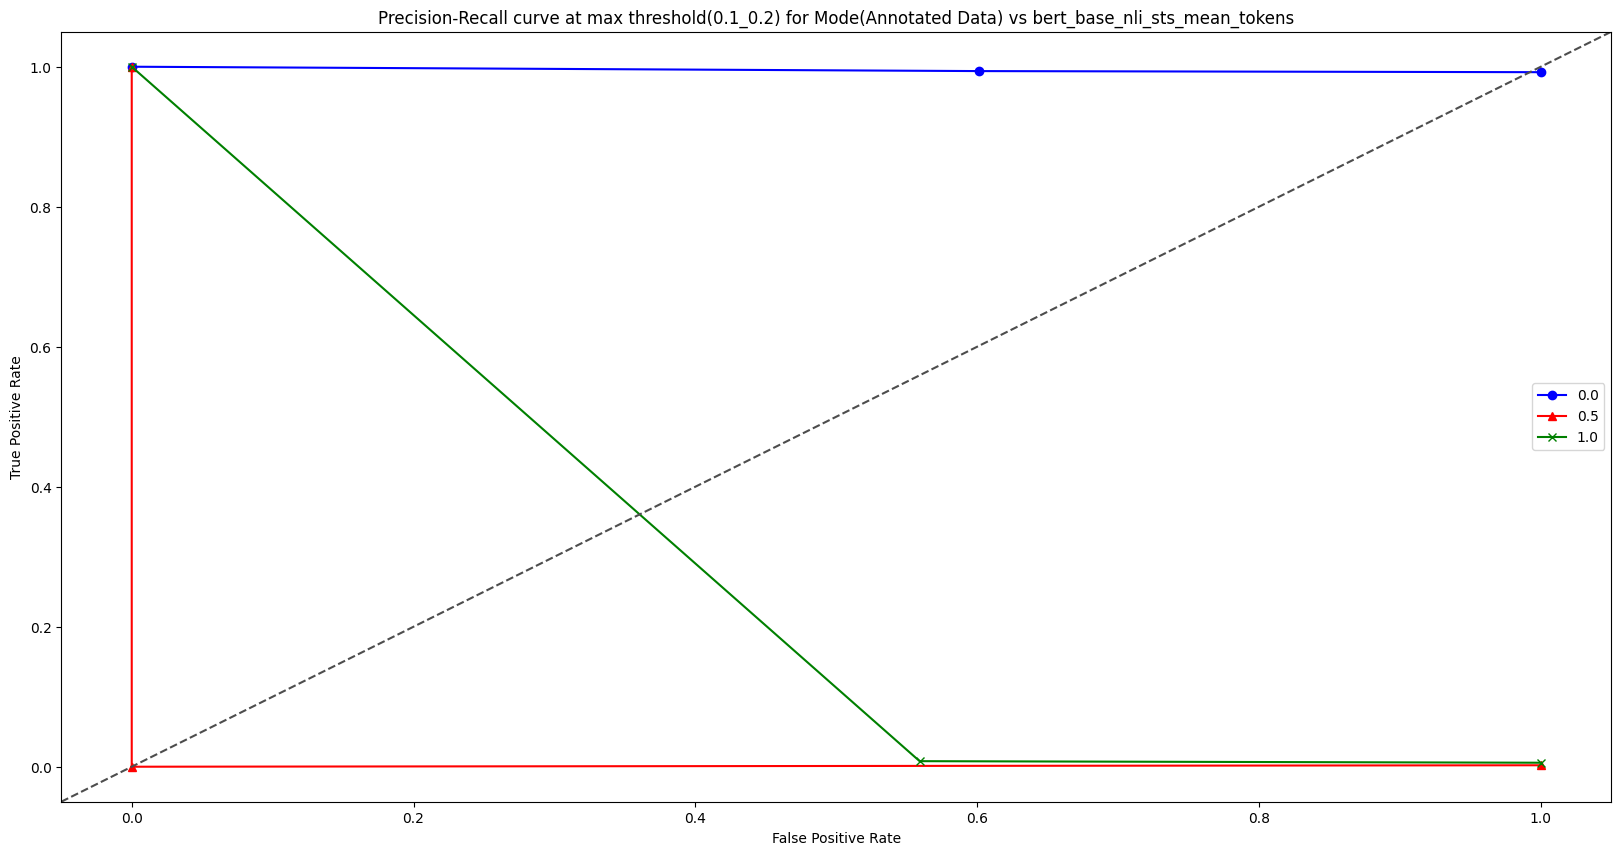 Precision-Recall curve at max threshold(0.1_0.2) for Mode(Annotated Data) vs bert_base_nli_sts_mean_tokens
True Positive Rate
1.0
0.8
0.6
0.4
0.2
0.0
0.0
0.5
1.0
0.0 0.2 0.4 0.6 0.8 1.0
False Positive Rate